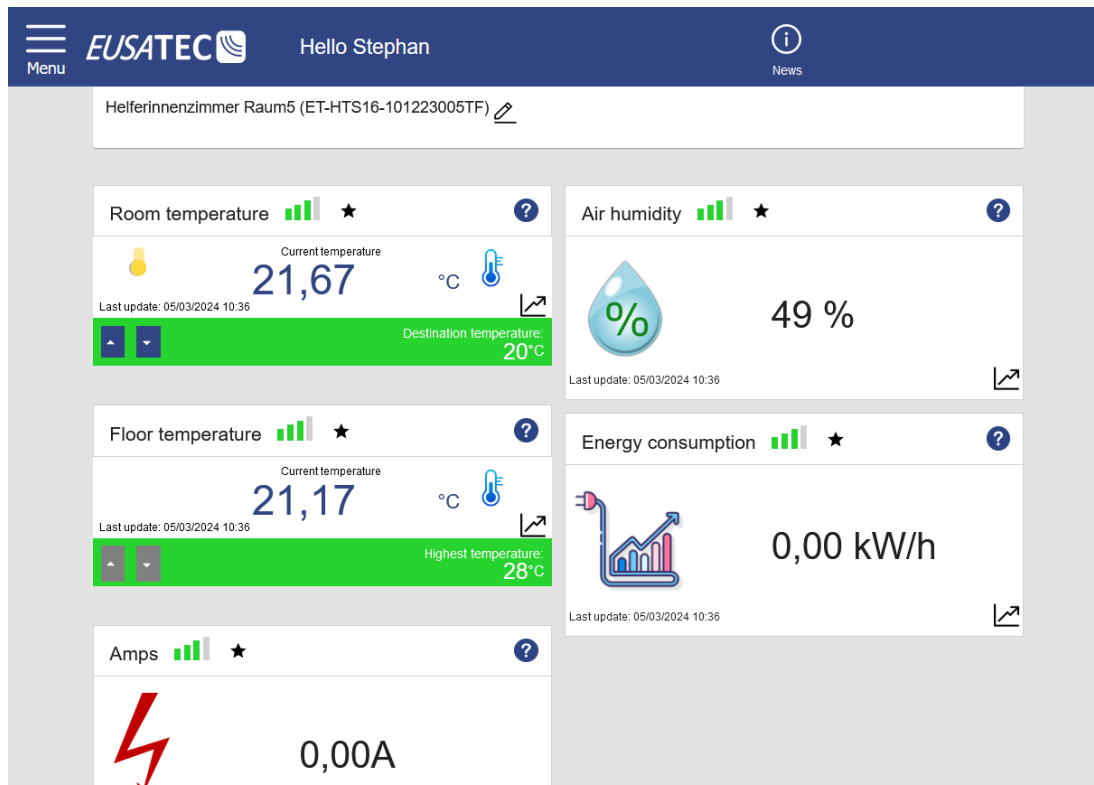 Menu
EUSATEC
Hello Stephan
News
Helferinnenzimmer Raum5 (ET-HTS16-101223005TF)
Room temperature
?
Current temperature
21,67
°C
Last update: 05/03/2024 10:36
Destination temperature:
20°C
Air humidity
?
%
49 %
Last update: 05/03/2024 10:36
Floor temperature
?
Current temperature
21,17
°C
Last update: 05/03/2024 10:36
Highest temperature:
28°C
Energy consumption
?
0,00 kW/h
Last update: 05/03/2024 10:36
Amps
?
0,00A